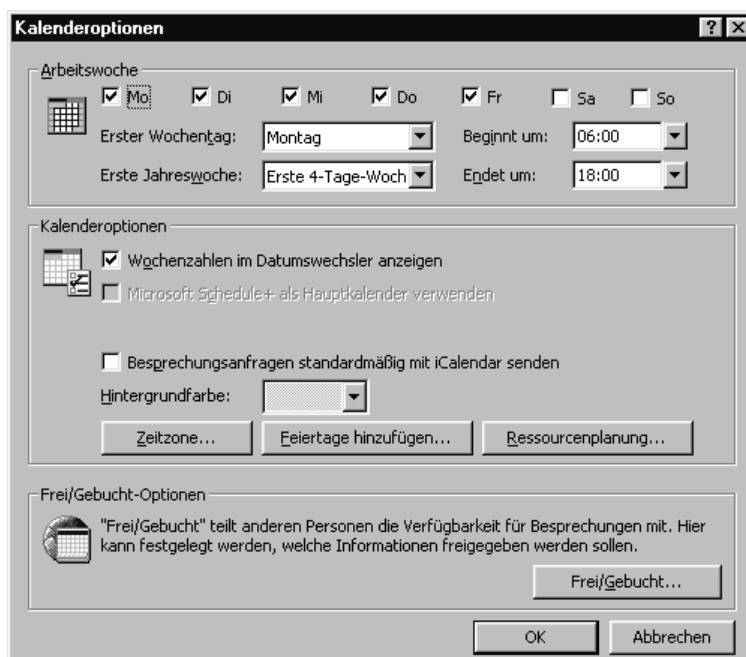 Kalenderoptionen
Arbeitswoche
Mo Di Mi Do Fr Sa So
Erster Wochentag: Montag Beginnt um: 06:00
Erste Jahreswoche: Erste 4-Tage-Woch Endet um: 18:00
Kalenderoptionen
Wochenzahlen im Datumswechsler anzeigen
Microsoft Schedule+ als Hauptkalender verwenden
Besprechungsanfragen standardmäßig mit iCalendar senden
Hintergrundfarbe:
Zeitzone... Feiertage hinzufügen... Ressourcenplanung...
Frei/Gebucht-Optionen
"Frei/Gebucht" teilt anderen Personen die Verfügbarkeit für Besprechungen mit. Hier
kann festgelegt werden, welche Informationen freigegeben werden sollen.
Frei/Gebucht...
OK Abbrechen